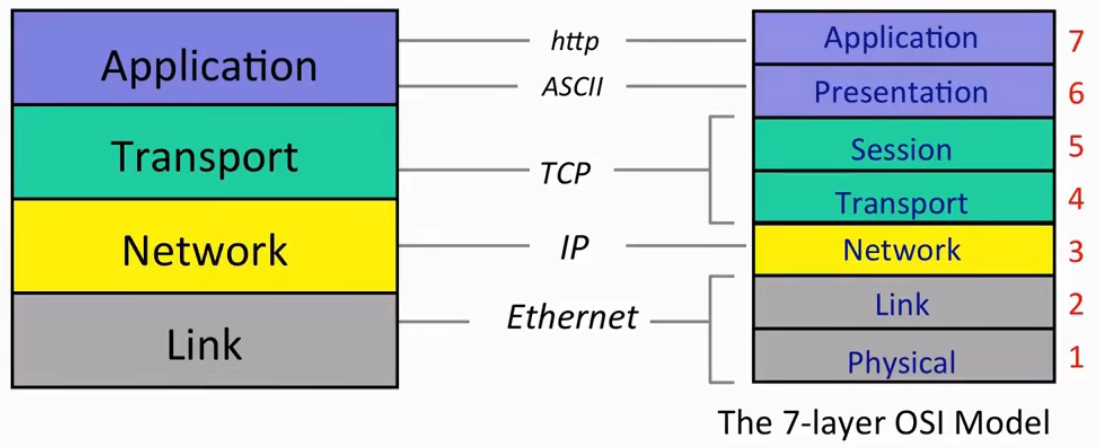 Application
Transport
Network
Link
http
ASCII
TCP
IP
Ethernet
Application 7
Presentation 6
Session 5
Transport 4
Network 3
Link 2
Physical 1
The 7-layer OSI Model